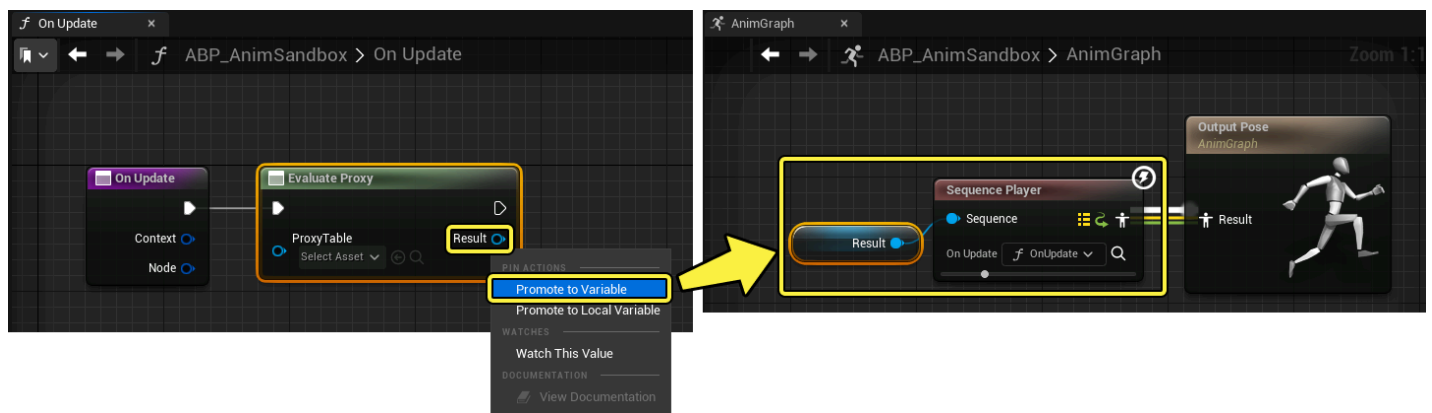 On Update
ABP_AnimSandbox > On Update
On Update
Context
Node
Evaluate Proxy
ProxyTable
Select Asset
Result
PIN ACTIONS
Promote to Variable
Promote to Local Variable
WATCHES
Watch This Value
DOCUMENTATION
View Documentation
AnimGraph
ABP_AnimSandbox > AnimGraph
Zoom 1:1
Result
Sequence Player
Sequence
On Update
OnUpdate
Output Pose
AnimGraph
Result